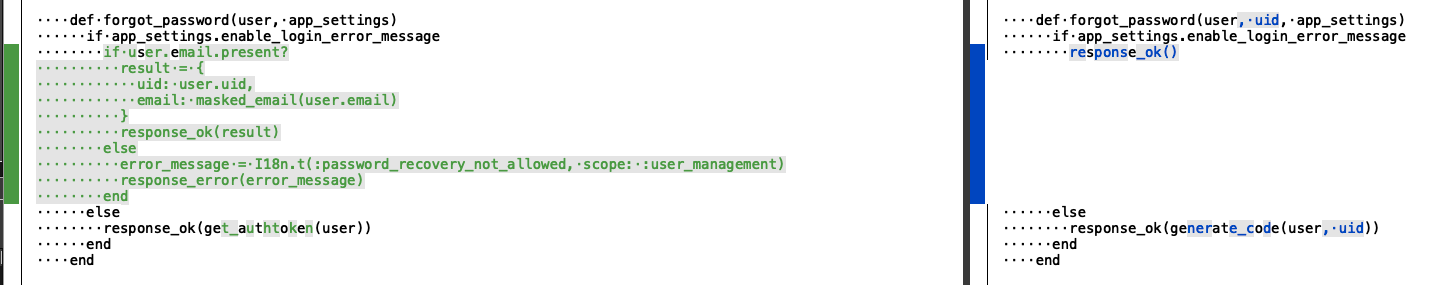 ····def·forgot_password(user,·app_settings)
······if·app_settings.enable_login_error_message
········if·user.email.present?
··········result·=·{
············uid:·user.uid,
············email:·masked_email(user.email)
··········}
··········response_ok(result)
········else
··········error_message·=·I18n.t(:password_recovery_not_allowed,·scope:·:user_management)
··········response_error(error_message)
········end
······else
········response_ok(get_authtoken(user))
······end
····end
····def·forgot_password(user,·uid,·app_settings)
······if·app_settings.enable_login_error_message
········response_ok()
······else
········response_ok(generate_code(user,·uid))
······end
····end